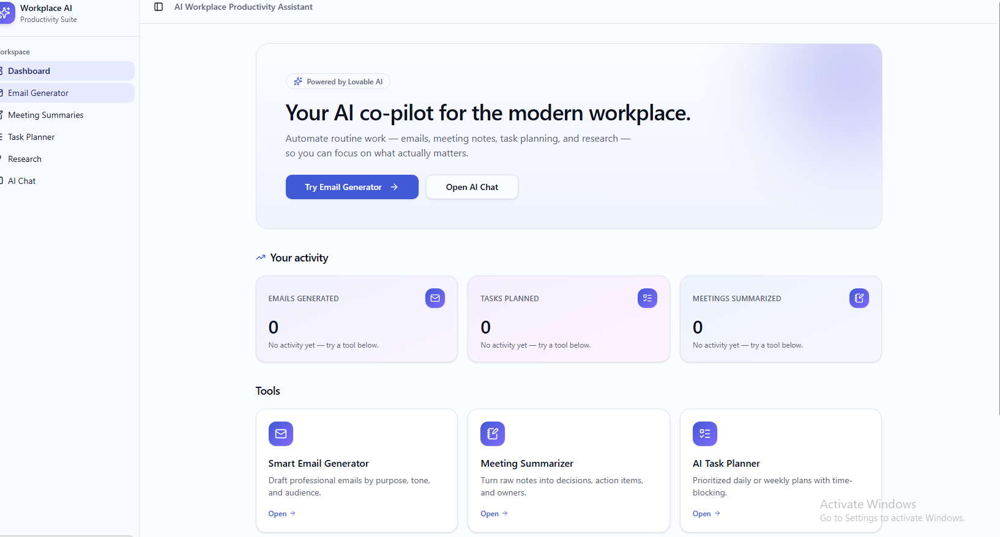 Workplace AI
Productivity Suite
orkspace
Dashboard
Email Generator
Meeting Summaries
Task Planner
Research
AI Chat
AI Workplace Productivity Assistant
Powered by Lovable AI
Your AI co-pilot for the modern workplace.
Automate routine work — emails, meeting notes, task planning, and research —
so you can focus on what actually matters.
Try Email Generator
Open AI Chat
Your activity
EMAILS GENERATED
0
No activity yet — try a tool below.
TASKS PLANNED
0
No activity yet — try a tool below.
MEETINGS SUMMARIZED
0
No activity yet — try a tool below.
Tools
Smart Email Generator
Draft professional emails by purpose, tone,
and audience.
Open
Meeting Summarizer
Turn raw notes into decisions, action items,
and owners.
Open
AI Task Planner
Prioritized daily or weekly plans with time-
blocking.
Open
Activate Windows
Go to Settings to activate Windows.